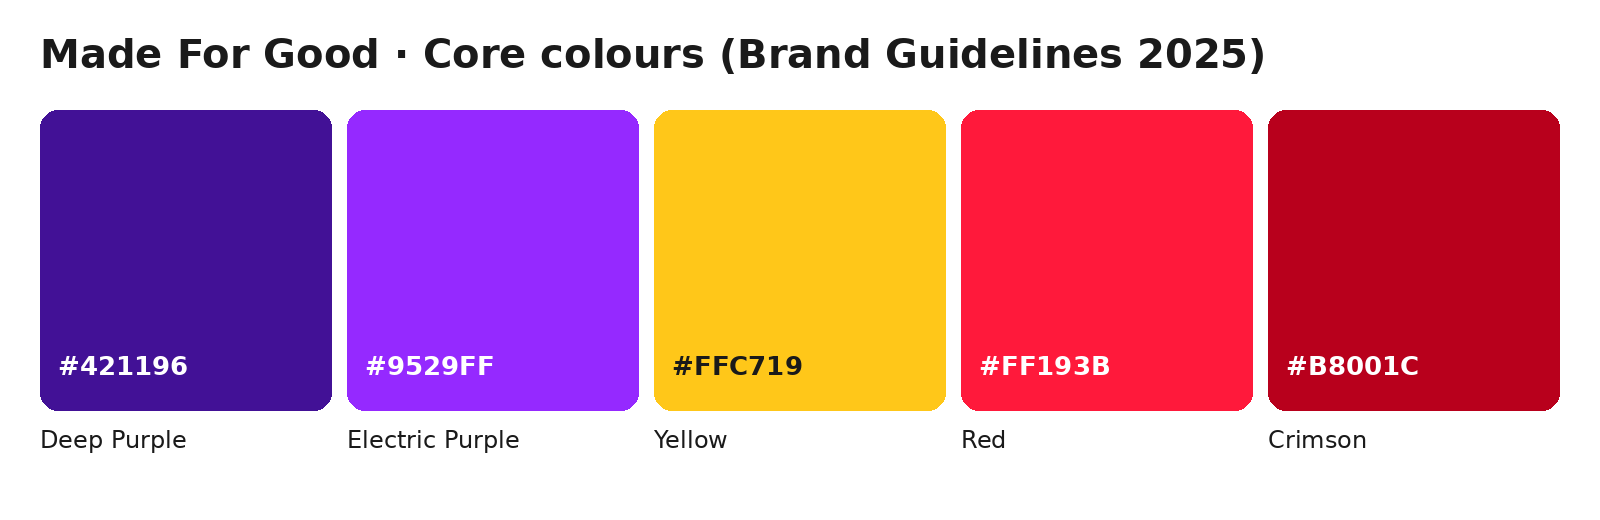 Made For Good · Core colours (Brand Guidelines 2025)
#421196
#9529FF
#FFC719
#FF193B
#B8001C
Deep Purple
Electric Purple
Yellow
Red
Crimson